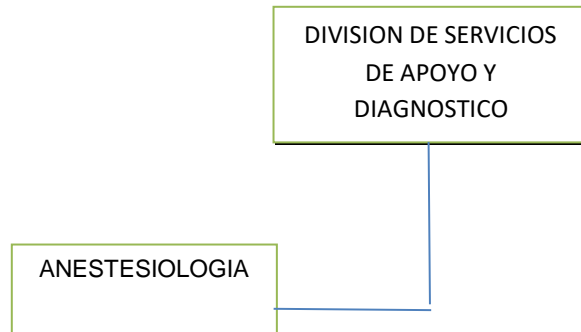 DIVISION DE SERVICIOS
DE APOYO Y
DIAGNOSTICO
ANESTESIOLOGIA